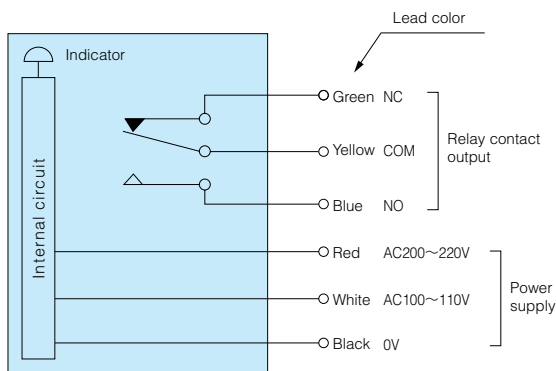 Lead color
Indicator
Internal circuit
Green NC
Yellow COM
Blue NO
Relay contact
output
Red AC200～220V
White AC100～110V
Black 0V
Power
supply